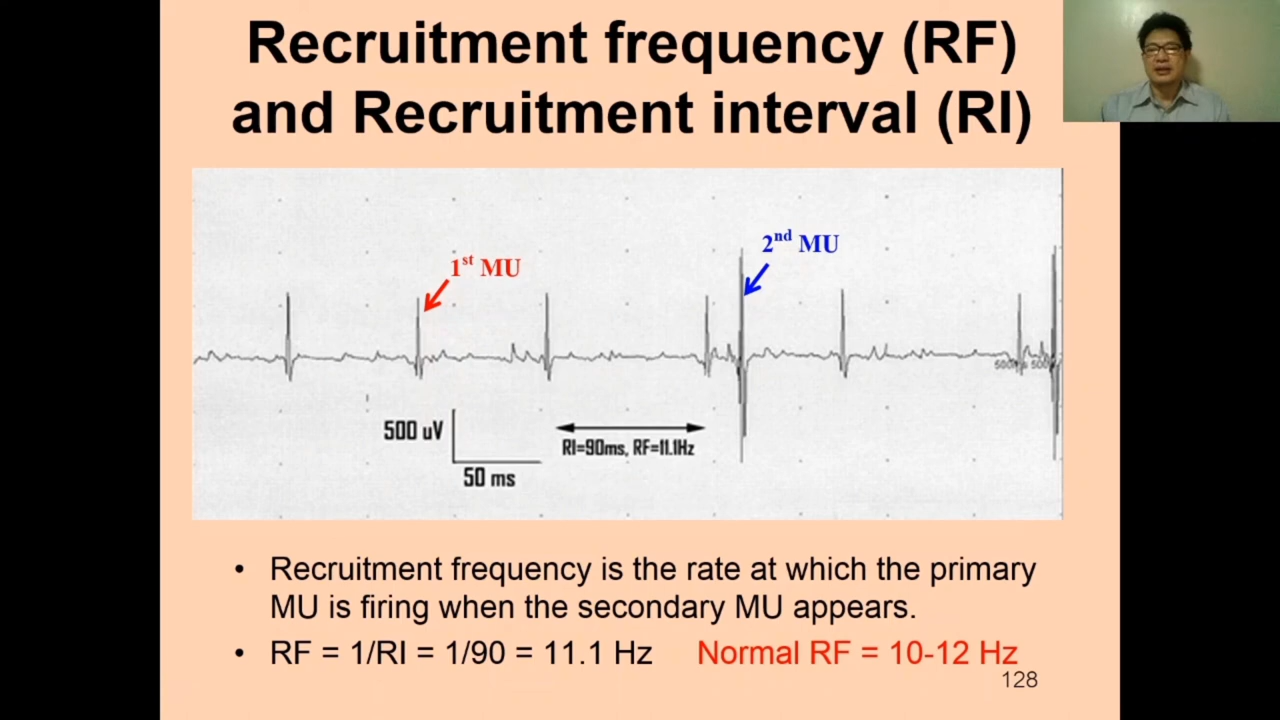 Recruitment frequency (RF)
and Recruitment interval (RI)
1st MU
2nd MU
500 uV
50 ms
RI=90ms, RF=11.1Hz
• Recruitment frequency is the rate at which the primary
MU is firing when the secondary MU appears.
• RF = 1/RI = 1/90 = 11.1 Hz Normal RF = 10-12 Hz
128